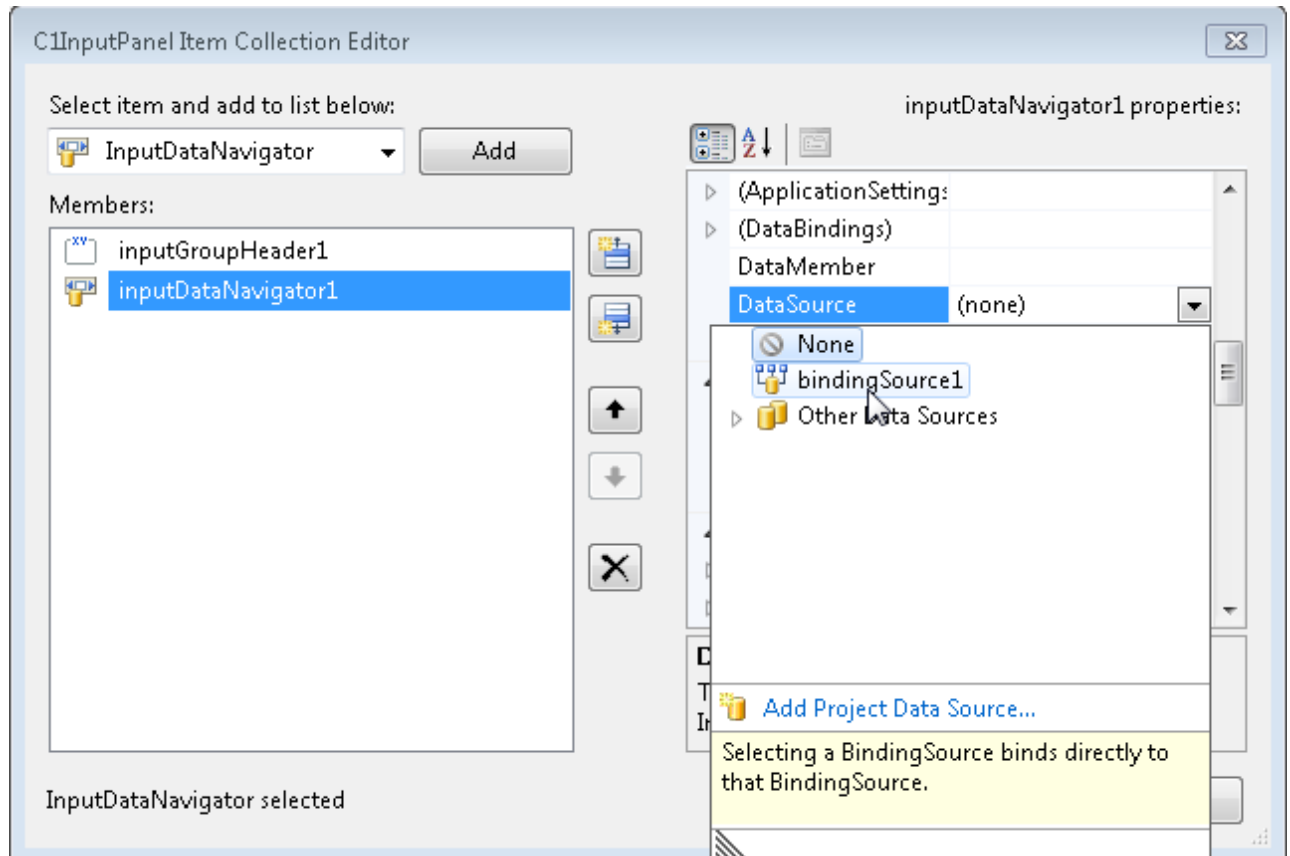 C1InputPanel Item Collection Editor
Select item and add to list below:
InputDataNavigator
Add
Members:
inputGroupHeader1
inputDataNavigator1
InputDataNavigator selected
inputDataNavigator1 properties:
(ApplicationSettings
(DataBindings)
DataMember
DataSource (none)
None
bindingSource1
Other Data Sources
Add Project Data Source...
Selecting a BindingSource binds directly to
that BindingSource.